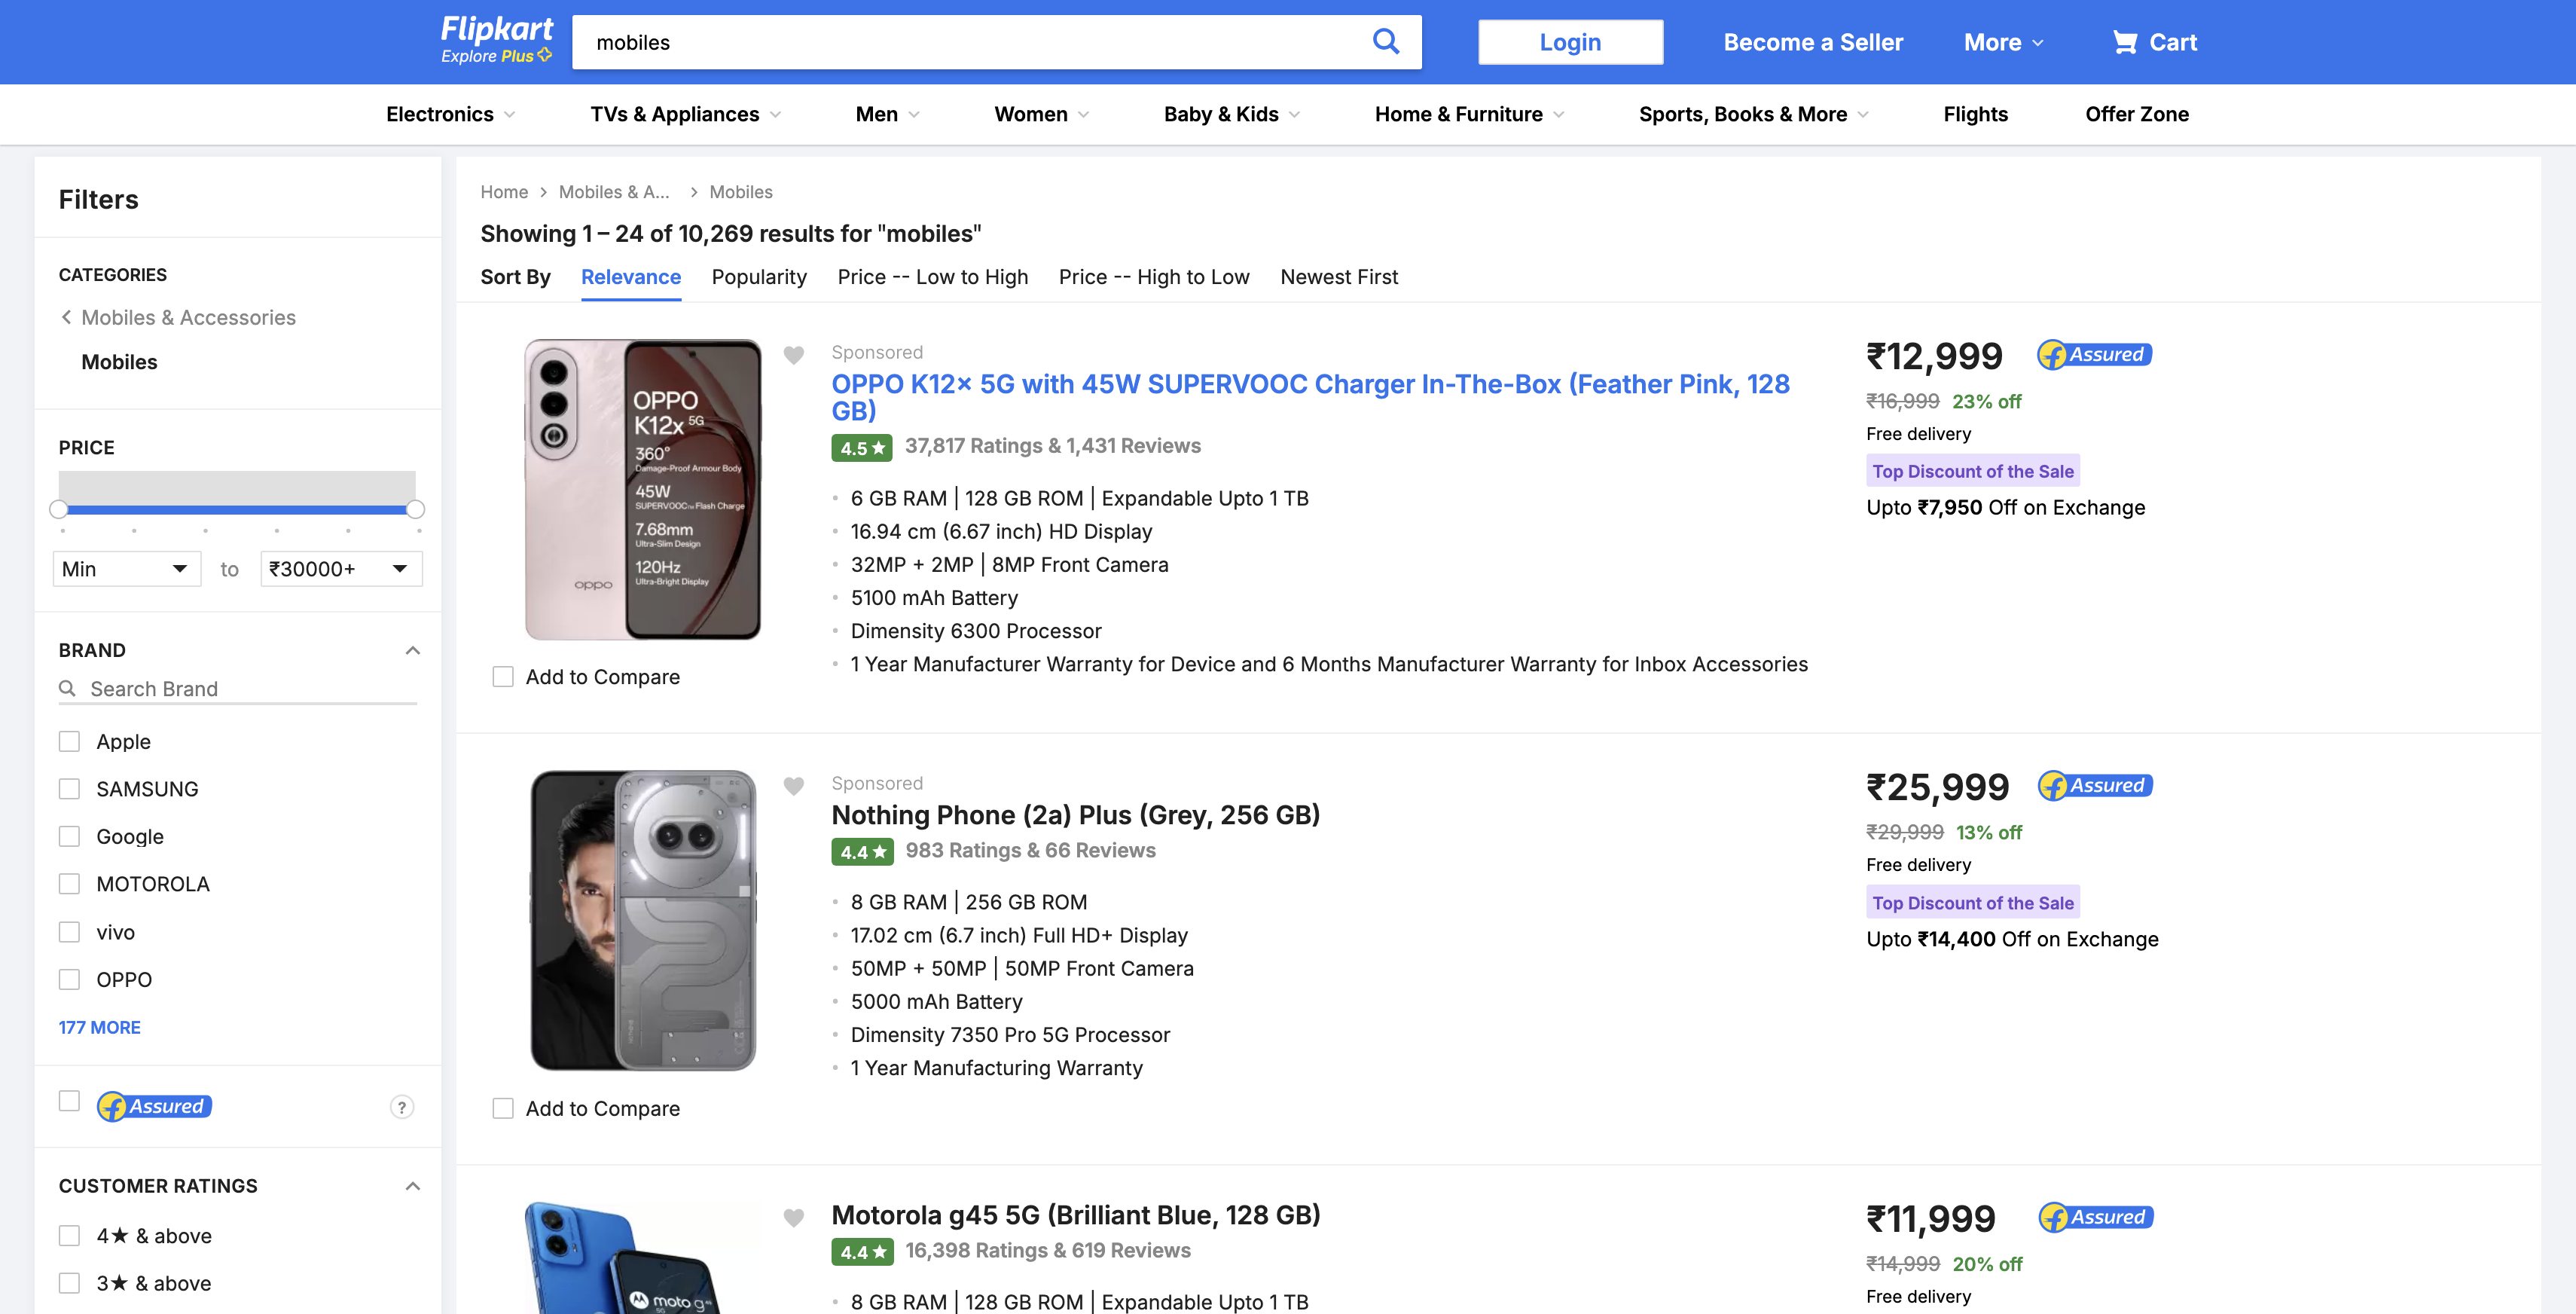 Flipkart
Explore Plus
mobiles
Login
Become a Seller
More
Cart
Electronics
TVs & Appliances
Men
Women
Baby & Kids
Home & Furniture
Sports, Books & More
Flights
Offer Zone
Filters
CATEGORIES
Mobiles & Accessories
Mobiles
PRICE
Min
to
₹30000+
BRAND
Search Brand
Apple
SAMSUNG
Google
MOTOROLA
vivo
OPPO
177 MORE
Assured
?
CUSTOMER RATINGS
4★ & above
3★ & above
Home
Mobiles & A...
Mobiles
Showing 1 – 24 of 10,269 results for "mobiles"
Sort By
Relevance
Popularity
Price -- Low to High
Price -- High to Low
Newest First
OPPO
K12x 5G
360°
Damage-Proof Armour Body
45W
SUPERVOOC™ Flash Charge
7.68mm
Ultra-Slim Design
120Hz
Ultra-Bright Display
oppo
Add to Compare
Sponsored
OPPO K12x 5G with 45W SUPERVOOC Charger In-The-Box (Feather Pink, 128
GB)
4.5★
37,817 Ratings & 1,431 Reviews
6 GB RAM | 128 GB ROM | Expandable Upto 1 TB
16.94 cm (6.67 inch) HD Display
32MP + 2MP | 8MP Front Camera
5100 mAh Battery
Dimensity 6300 Processor
1 Year Manufacturer Warranty for Device and 6 Months Manufacturer Warranty for Inbox Accessories
₹12,999
Assured
₹16,999 23% off
Free delivery
Top Discount of the Sale
Upto ₹7,950 Off on Exchange
Add to Compare
Sponsored
Nothing Phone (2a) Plus (Grey, 256 GB)
4.4★
983 Ratings & 66 Reviews
8 GB RAM | 256 GB ROM
17.02 cm (6.7 inch) Full HD+ Display
50MP + 50MP | 50MP Front Camera
5000 mAh Battery
Dimensity 7350 Pro 5G Processor
1 Year Manufacturing Warranty
₹25,999
Assured
₹29,999 13% off
Free delivery
Top Discount of the Sale
Upto ₹14,400 Off on Exchange
moto g45
Motorola g45 5G (Brilliant Blue, 128 GB)
4.4★
16,398 Ratings & 619 Reviews
8 GB RAM | 128 GB ROM | Expandable Upto 1 TB
₹11,999
Assured
₹14,999 20% off
Free delivery